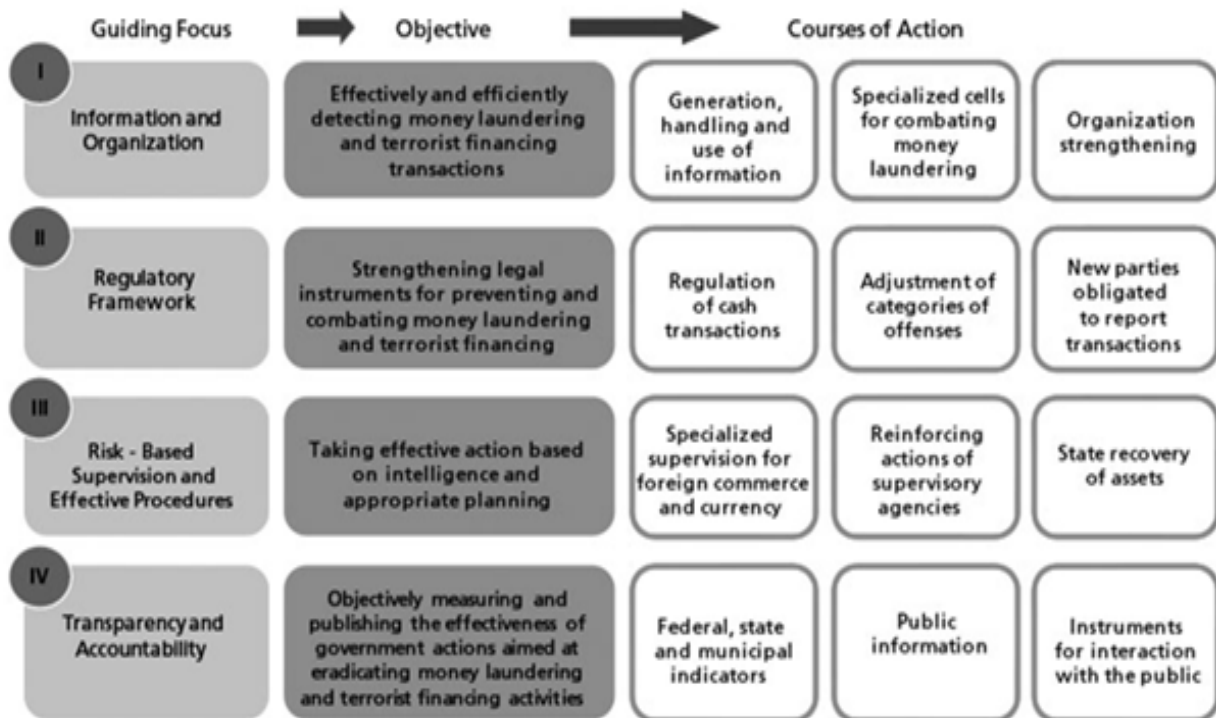 Guiding Focus
Objective
Courses of Action
I
Information and
Organization
Effectively and efficiently
detecting money laundering
and terrorist financing
transactions
Generation,
handling and
use of
information
Specialized cells
for combating
money
laundering
Organization
strengthening
II
Regulatory
Framework
Strengthening legal
instruments for preventing and
combating money laundering
and terrorist financing
Regulation
of cash
transactions
Adjustment of
categories of
offenses
New parties
obligated
to report
transactions
III
Risk - Based
Supervision and
Effective Procedures
Taking effective action based
on intelligence and
appropriate planning
Specialized
supervision for
foreign commerce
and currency
Reinforcing
actions of
supervisory
agencies
State recovery
of assets
IV
Transparency and
Accountability
Objectively measuring and
publishing the effectiveness of
government actions aimed at
eradicating money laundering
and terrorist financing activities
Federal, state
and municipal
indicators
Public
information
Instruments
for interaction
with the public